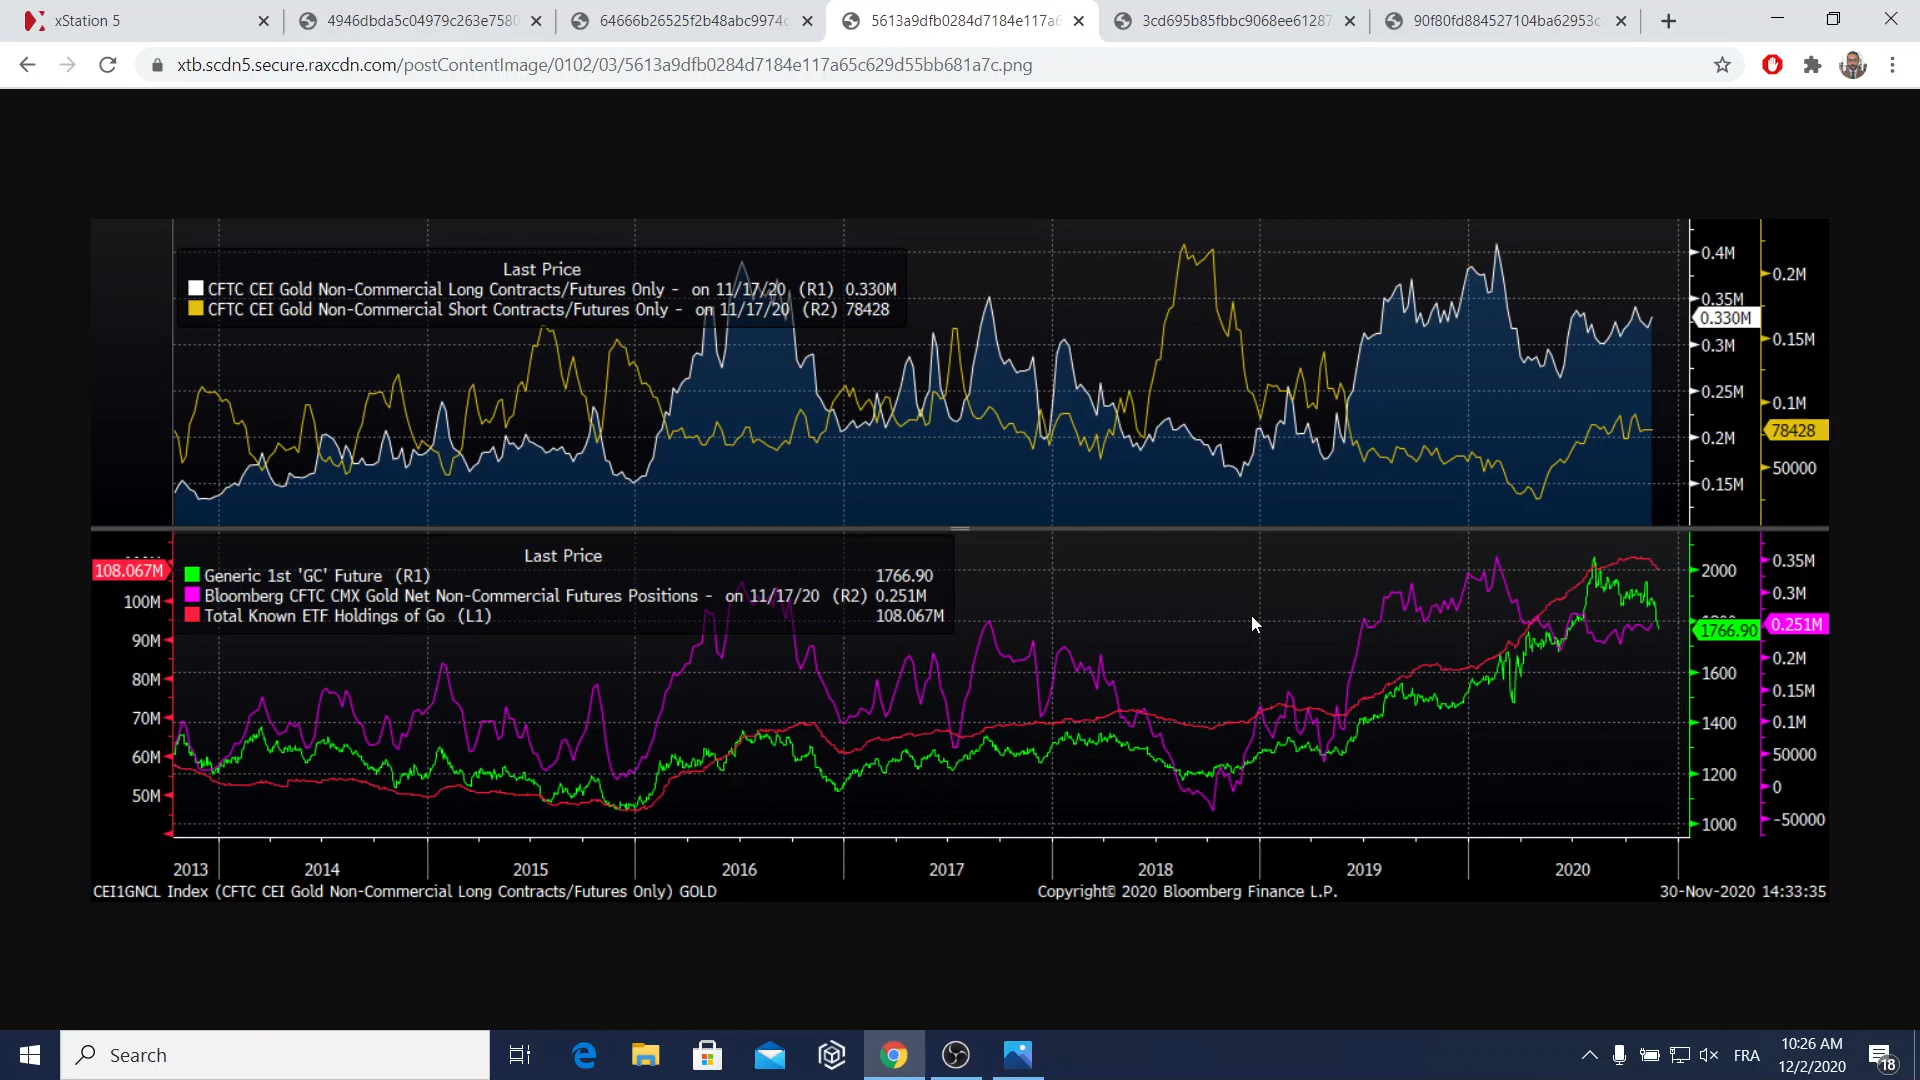 xStation 5
4946dbda5c04979c263e7580
64666b26525f2b48abc9974c
5613a9dfb0284d7184e117a6
3cd695b85fbbc9068ee61287
90f80fd884527104ba62953c
xtb.scdn5.secure.raxcdn.com/postContentImage/0102/03/5613a9dfb0284d7184e117a65c629d55bb681a7c.png
Last Price
CFTC CEI Gold Non-Commercial Long Contracts/Futures Only - on 11/17/20 (R1) 0.330M
CFTC CEI Gold Non-Commercial Short Contracts/Futures Only - on 11/17/20 (R2) 78428
0.4M
0.35M
0.330M
0.3M
0.25M
0.2M
0.15M
0.2M
0.15M
0.1M
78428
50000
Last Price
Generic 1st 'GC' Future (R1) 1766.90
Bloomberg CFTC CMX Gold Net Non-Commercial Futures Positions - on 11/17/20 (R2) 0.251M
Total Known ETF Holdings of Go (L1) 108.067M
108.067M
100M
90M
80M
70M
60M
50M
2000
1766.90
1600
1400
1200
1000
0.35M
0.3M
0.251M
0.2M
0.15M
0.1M
50000
0
-50000
2013 2014 2015 2016 2017 2018 2019 2020
CEI1GNCL Index (CFTC CEI Gold Non-Commercial Long Contracts/Futures Only) GOLD Copyright© 2020 Bloomberg Finance L.P. 30-Nov-2020 14:33:35
Search
FRA
10:26 AM
12/2/2020
18